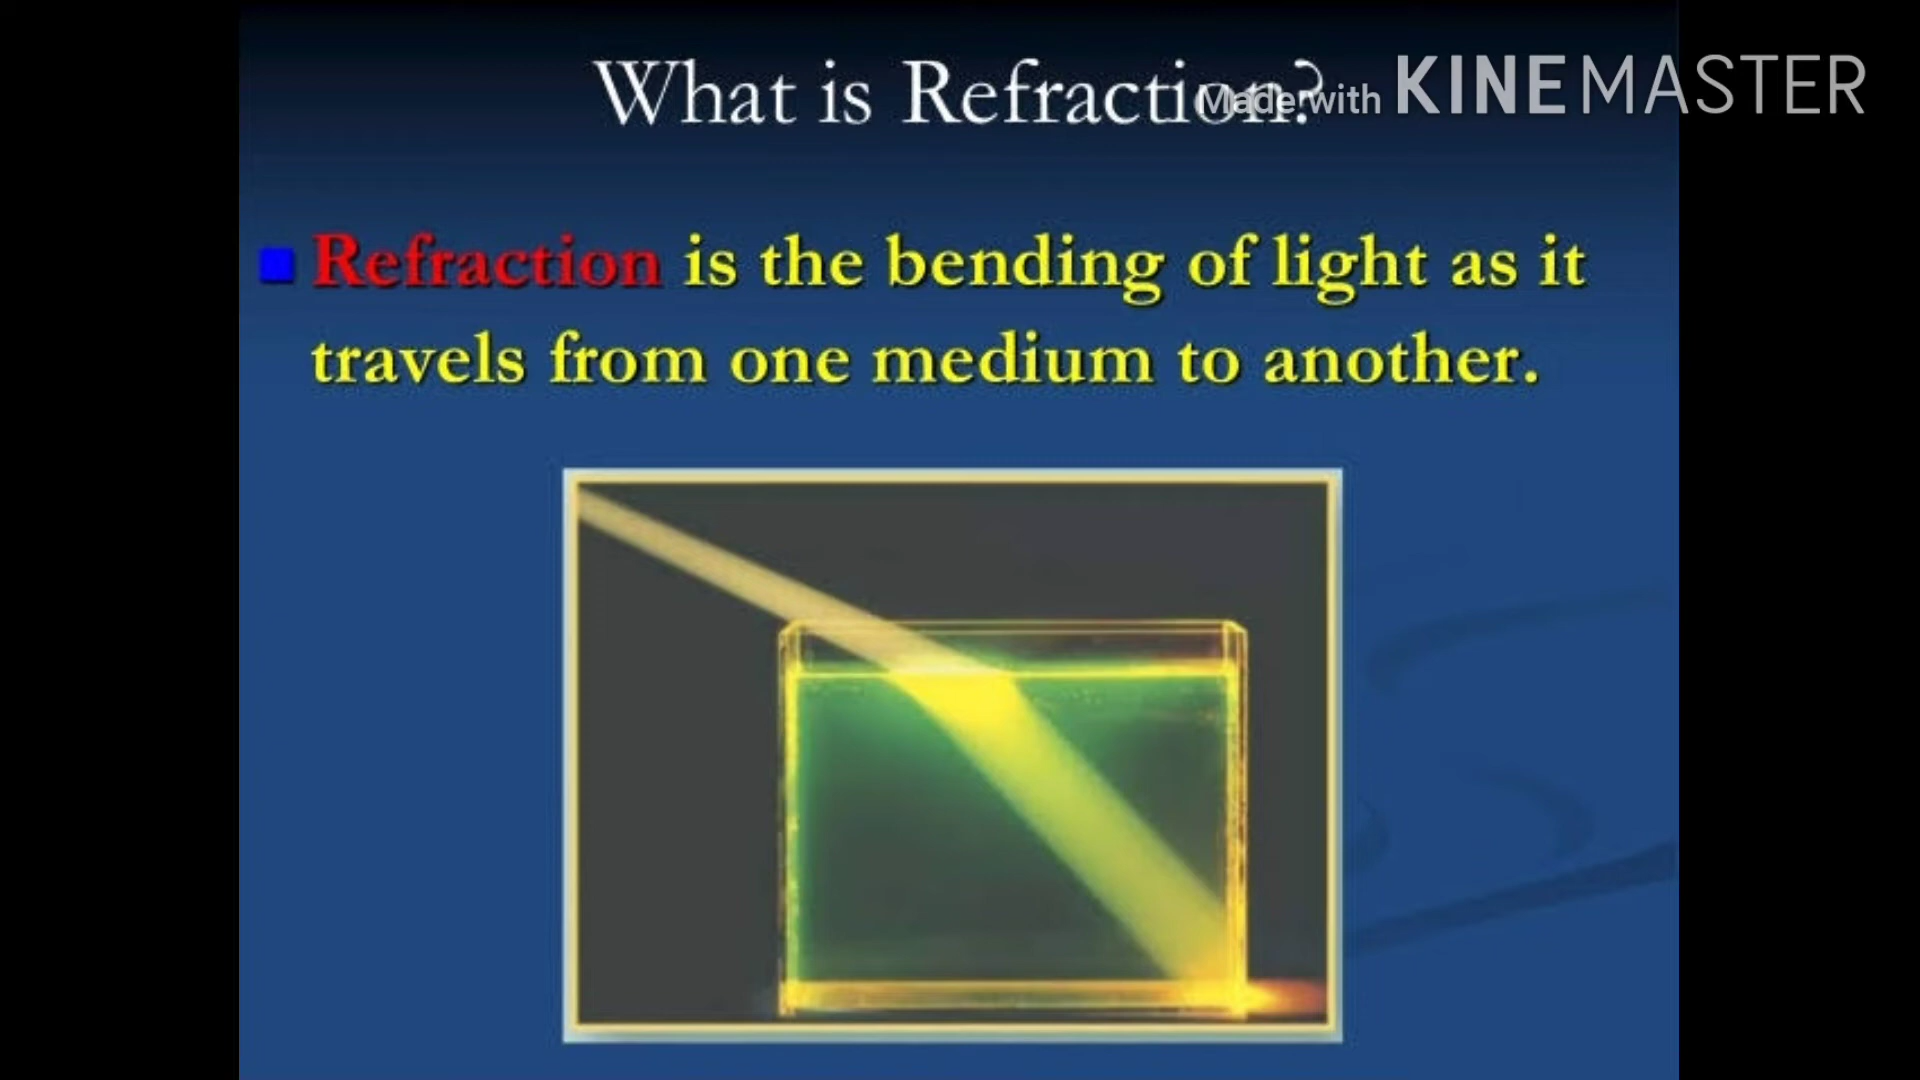 What is Refraction?
Made with KINEMASTER
Refraction is the bending of light as it
travels from one medium to another.